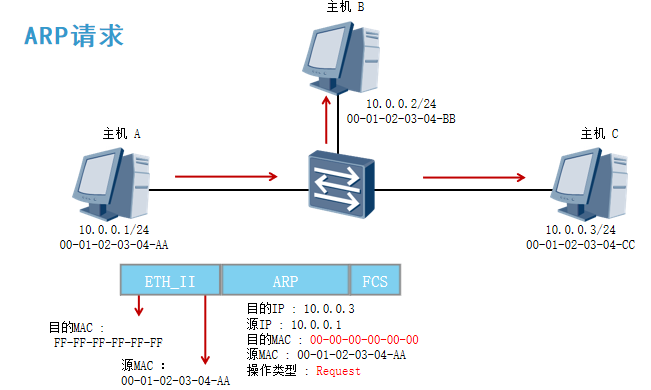 ARP请求
主机 B
10.0.0.2/24
00-01-02-03-04-BB
主机 A
主机 C
10.0.0.1/24
00-01-02-03-04-AA
10.0.0.3/24
00-01-02-03-04-CC
ETH_II ARP FCS
目的MAC :
FF-FF-FF-FF-FF-FF
源MAC :
00-01-02-03-04-AA
目的IP : 10.0.0.3
源IP : 10.0.0.1
目的MAC : 00-00-00-00-00-00
源MAC : 00-01-02-03-04-AA
操作类型 : Request